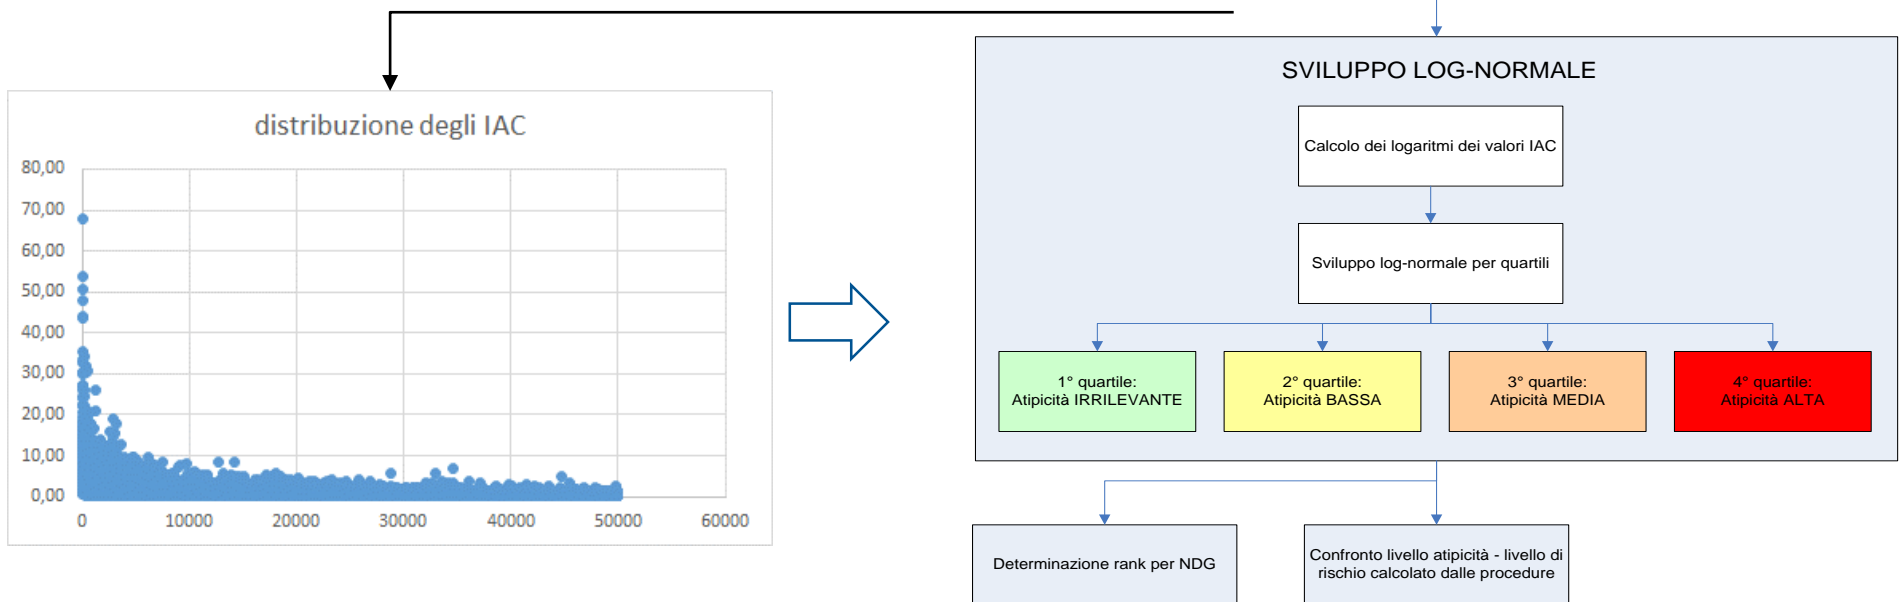 distribuzione degli IAC
80,00
70,00
60,00
50,00
40,00
30,00
20,00
10,00
0,00
0
10000
20000
30000
40000
50000
60000
SVILUPPO LOG-NORMALE
Calcolo dei logaritmi dei valori IAC
Sviluppo log-normale per quartili
1° quartile:
Atipicità IRRILEVANTE
2° quartile:
Atipicità BASSA
3° quartile:
Atipicità MEDIA
4° quartile:
Atipicità ALTA
Determinazione rank per NDG
Confronto livello atipicità - livello di
rischio calcolato dalle procedure